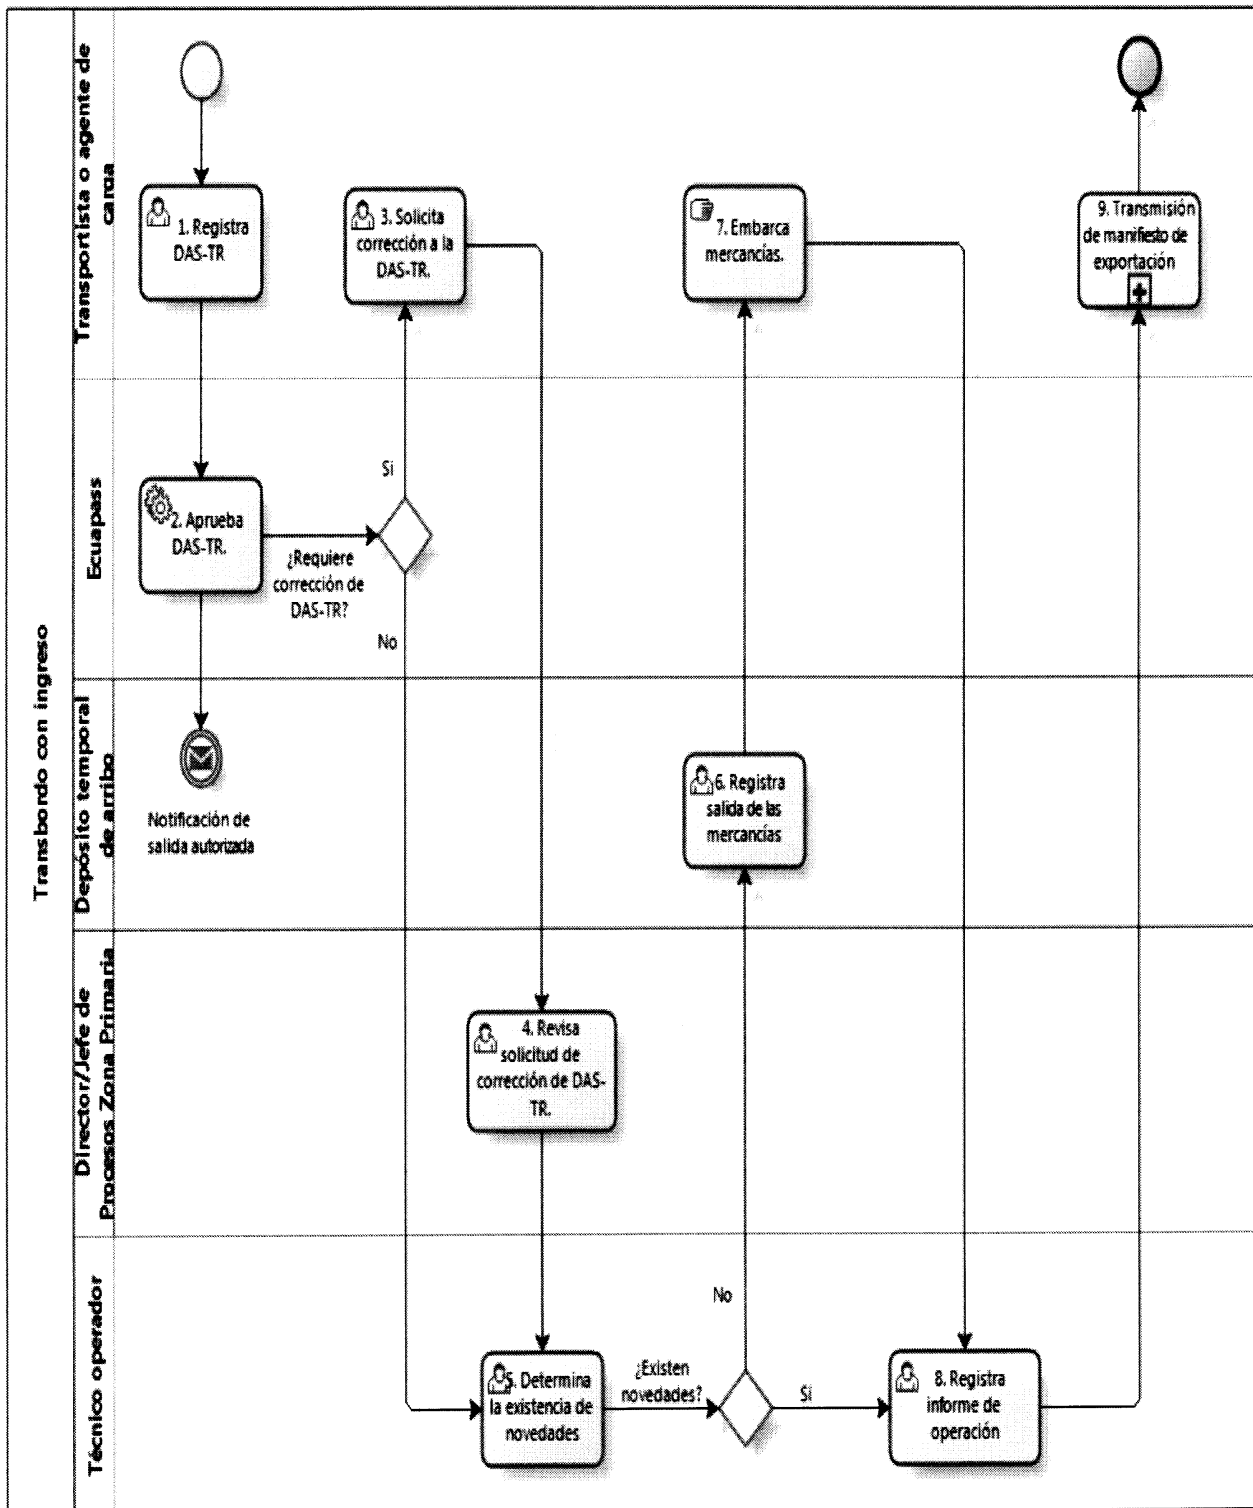 Transbordo con ingreso
Transportista o agente de
carga
1. Registra
DAS-TR
3. Solicita
corrección a la
DAS-TR.
7. Embarca
mercancías.
9. Transmisión
de manifiesto de
exportación
Ecuapass
2. Aprueba
DAS-TR.
¿Requiere
corrección de
DAS-TR?
Si
No
Depósito temporal
de arribo
Notificación de
salida autorizada
6. Registra
salida de las
mercancías
Director/Jefe de
Procesos Zona Primaria
4. Revisa
solicitud de
corrección de DAS-
TR.
Técnico operador
5. Determina
la existencia de
novedades
¿Existen
novedades?
No
Si
8. Registra
informe de
operación